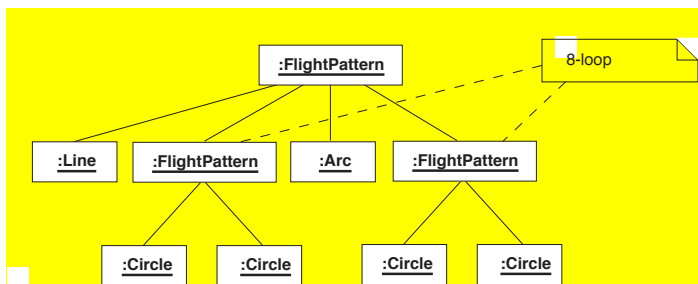 :FlightPattern
8-loop
:Line
:FlightPattern
:Arc
:FlightPattern
:Circle
:Circle
:Circle
:Circle